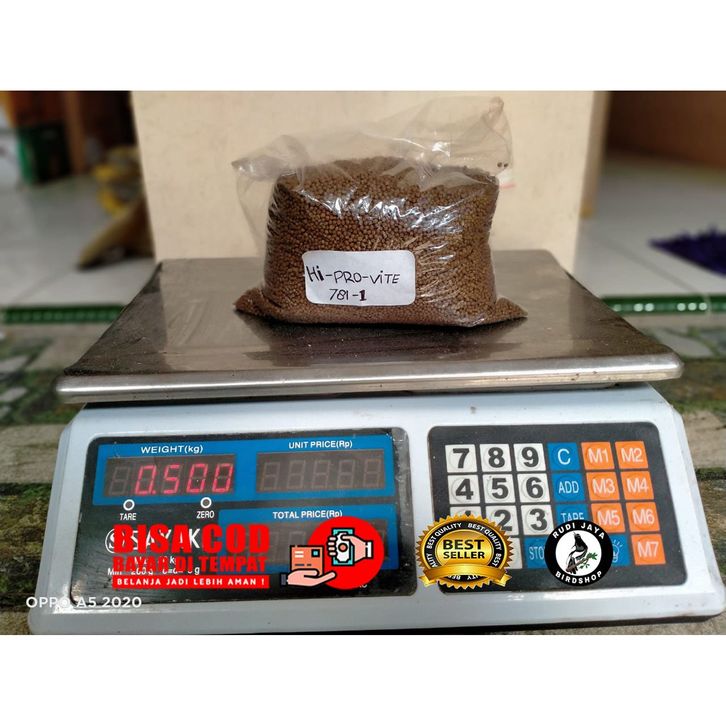 Hi-PRO-ViTE
781-1
WEIGHT(kg)
UNIT PRICE(Rp)
0.500
TARE
ZERO
TOTAL PRICE(Rp)
7 8 9 C M1 M2
4 5 6 ADD M3 M4
2 3 TARE M5 M6
M7
BISA COD
BAYAR DI TEMPAT
BELANJA JADI LEBIH AMAN !
BEST QUALITY
BEST QUALITY
BEST
SELLER
RUDI JAYA
BIRDSHOP
OPPO A5 2020